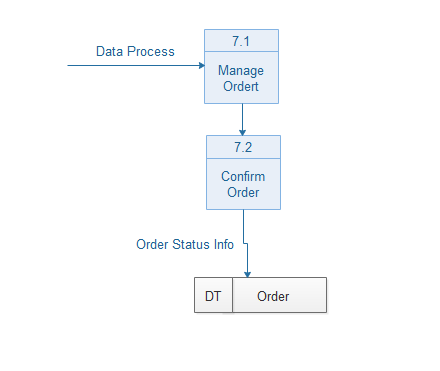 7.1
Data Process
Manage
Ordert
7.2
Confirm
Order
Order Status Info
DT
Order